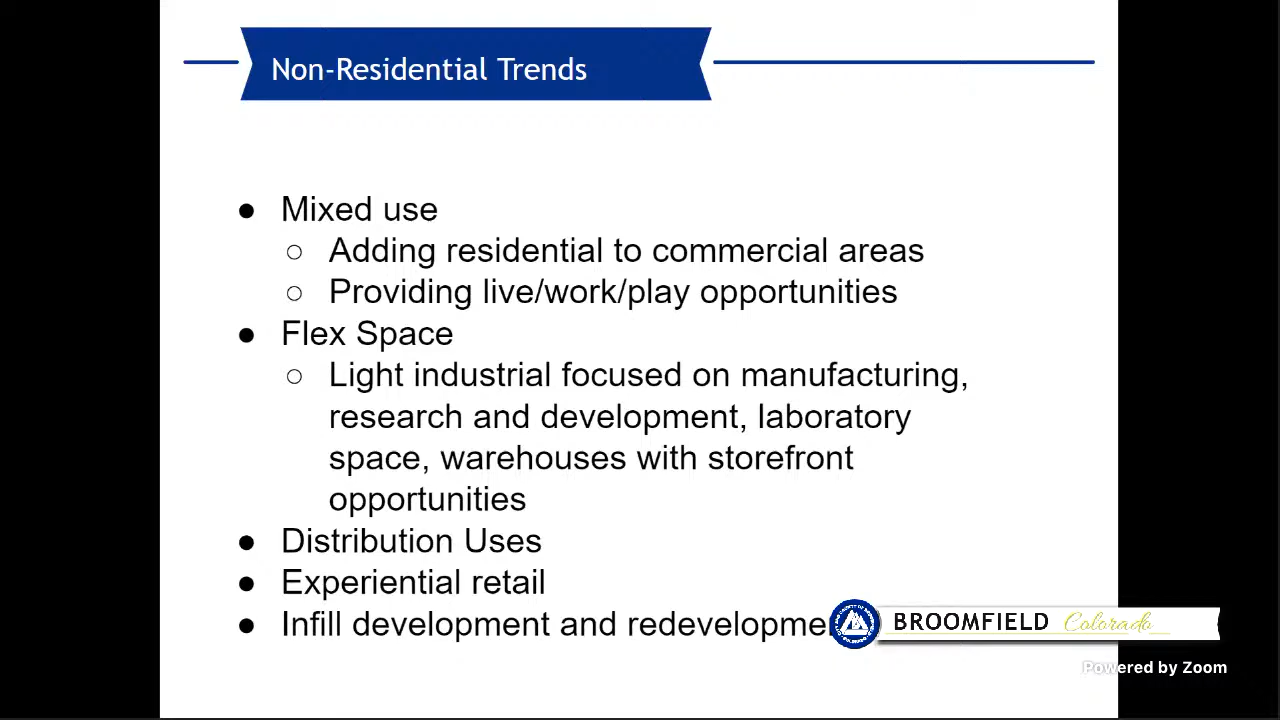 Non-Residential Trends
● Mixed use
○ Adding residential to commercial areas
○ Providing live/work/play opportunities
● Flex Space
○ Light industrial focused on manufacturing,
research and development, laboratory
space, warehouses with storefront
opportunities
● Distribution Uses
● Experiential retail
● Infill development and redevelopme
BROOMFIELD Colorado
Powered by Zoom